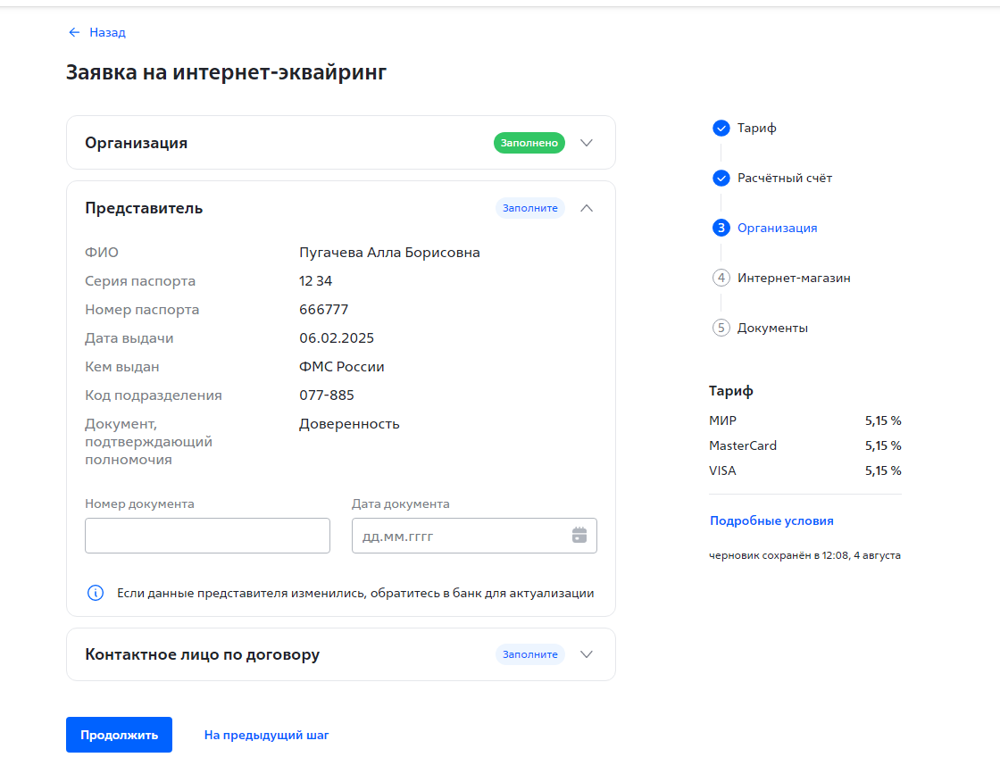 Назад
Заявка на интернет-эквайринг
Организация
Заполнено
Представитель
Заполните
ФИО Пугачева Алла Борисовна
Серия паспорта 12 34
Номер паспорта 666777
Дата выдачи 06.02.2025
Кем выдан ФМС России
Код подразделения 077-885
Документ, Доверенность
подтверждающий
полномочия
Номер документа Дата документа
дд.мм.гггг
Если данные представителя изменились, обратитесь в банк для актуализации
Контактное лицо по договору
Заполните
Продолжить
На предыдущий шаг
Тариф
Расчётный счёт
3 Организация
4 Интернет-магазин
5 Документы
Тариф
МИР 5,15 %
MasterCard 5,15 %
VISA 5,15 %
Подробные условия
черновик сохранён в 12:08, 4 августа